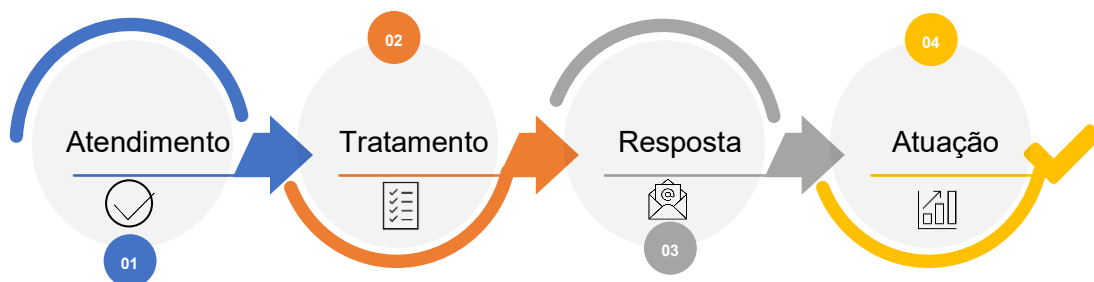 02
04
Atendimento
Tratamento
Resposta
Atuação
@
01
03